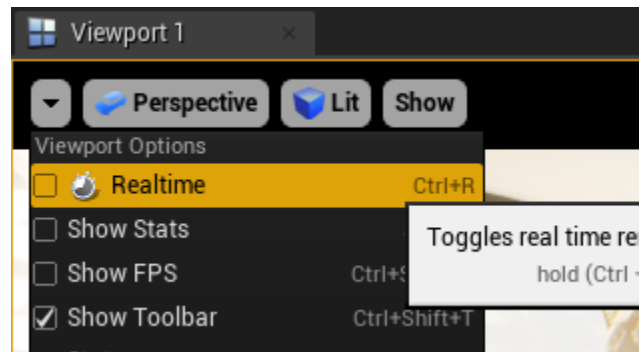 Viewport 1
Perspective Lit Show
Viewport Options
Realtime Ctrl+R
Show Stats
Toggles real time re
Show FPS Ctrl+S
hold (Ctrl +
Show Toolbar Ctrl+Shift+T